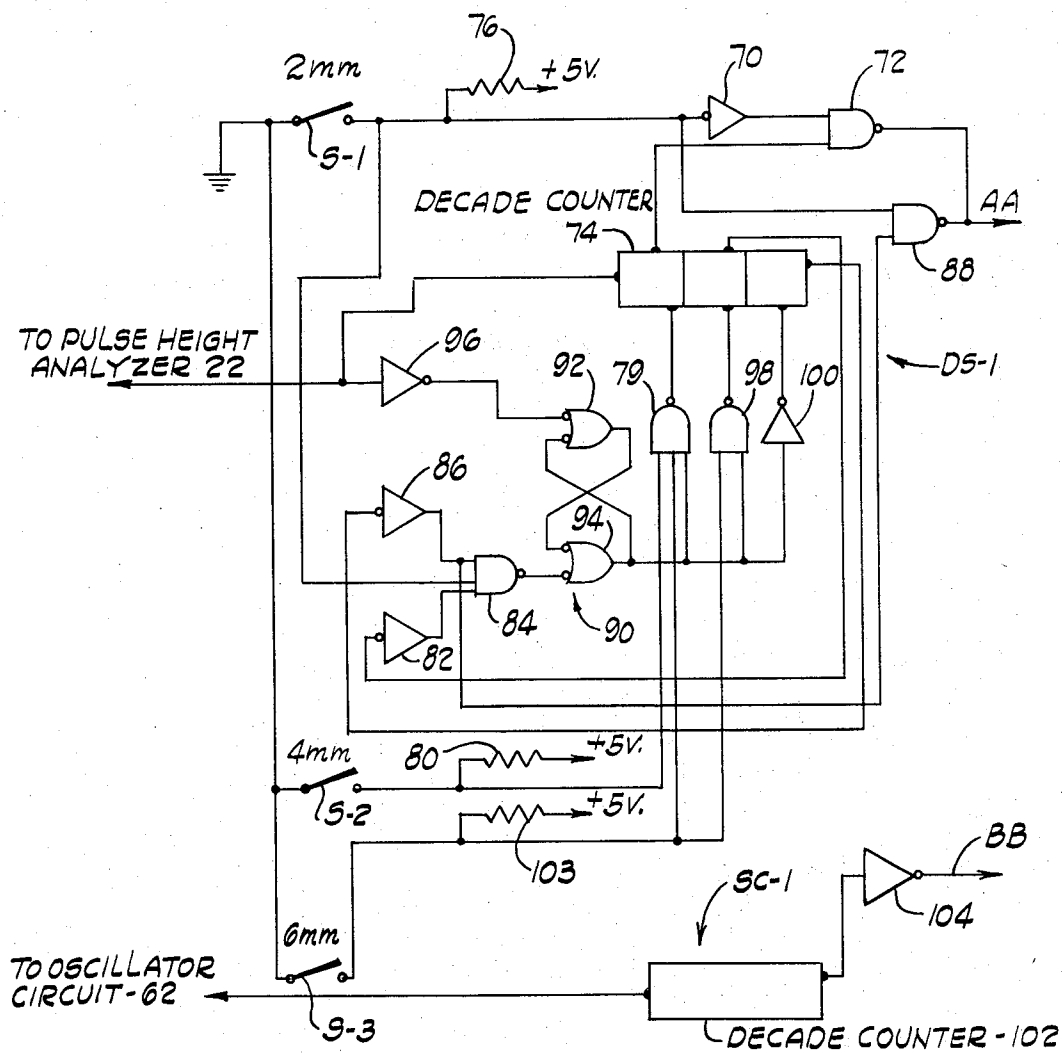 76
2mm
+5V.
70
72
S-1
DECADE COUNTER
74
AA
88
TO PULSE HEIGHT
ANALYZER 22
96
92
79
98
100
DS-1
86
94
84
90
82
4mm
80
+5V.
S-2
+5V.
103
SC-1
BB
104
6mm
TO OSCILLATOR
CIRCUIT-62
S-3
DECADE COUNTER-102